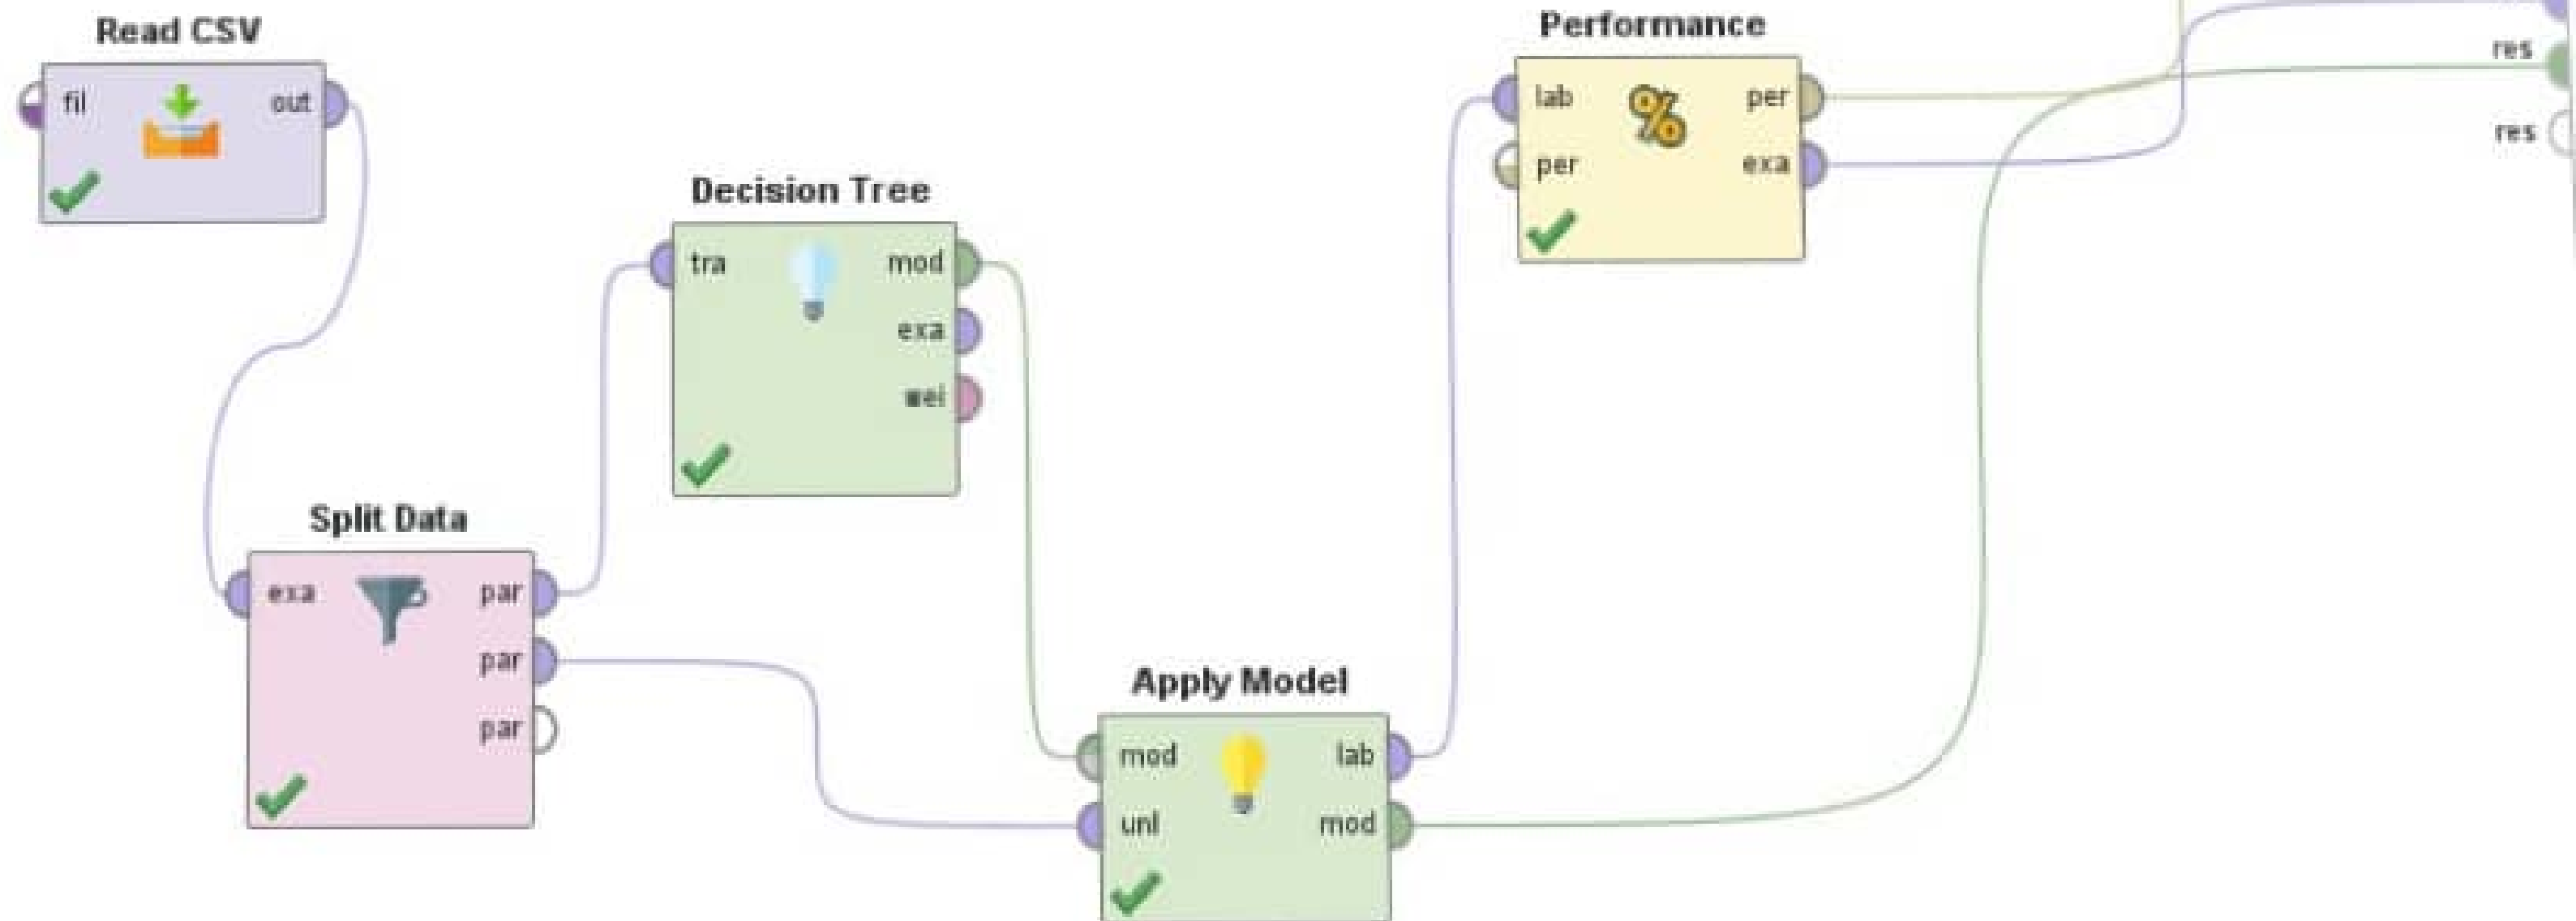 Read CSV
fil out
Split Data
exa par
par
par
Decision Tree
tra mod
exa
wei
Apply Model
mod lab
unl mod
Performance
lab per
per exa
res
res